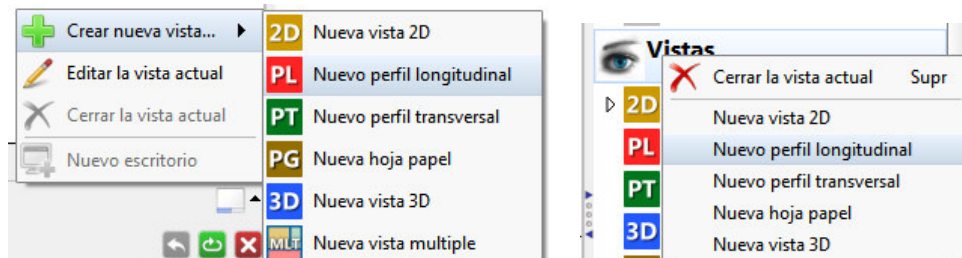 Crear nueva vista...
Editar la vista actual
Cerrar la vista actual
Nuevo escritorio
2D Nueva vista 2D
PL Nuevo perfil longitudinal
PT Nuevo perfil transversal
PG Nueva hoja papel
3D Nueva vista 3D
MLT Nueva vista multiple
Vistas
Cerrar la vista actual Supr
2D Nueva vista 2D
PL Nuevo perfil longitudinal
PT Nuevo perfil transversal
Nueva hoja papel
3D Nueva vista 3D